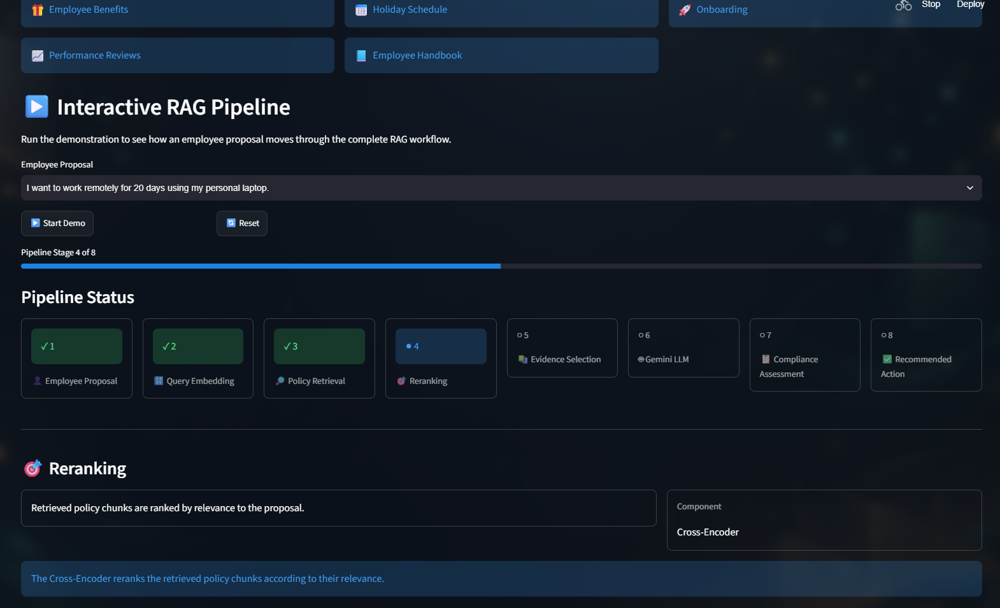 Employee Benefits
Holiday Schedule
Onboarding
Stop
Deploy
Performance Reviews
Employee Handbook
Interactive RAG Pipeline
Run the demonstration to see how an employee proposal moves through the complete RAG workflow.
Employee Proposal
I want to work remotely for 20 days using my personal laptop.
Start Demo
Reset
Pipeline Stage 4 of 8
Pipeline Status
✓ 1
Employee Proposal
✓ 2
Query Embedding
✓ 3
Policy Retrieval
● 4
Reranking
○ 5
Evidence Selection
○ 6
Gemini LLM
○ 7
Compliance
Assessment
○ 8
Recommended
Action
Reranking
Retrieved policy chunks are ranked by relevance to the proposal.
Component
Cross-Encoder
The Cross-Encoder reranks the retrieved policy chunks according to their relevance.